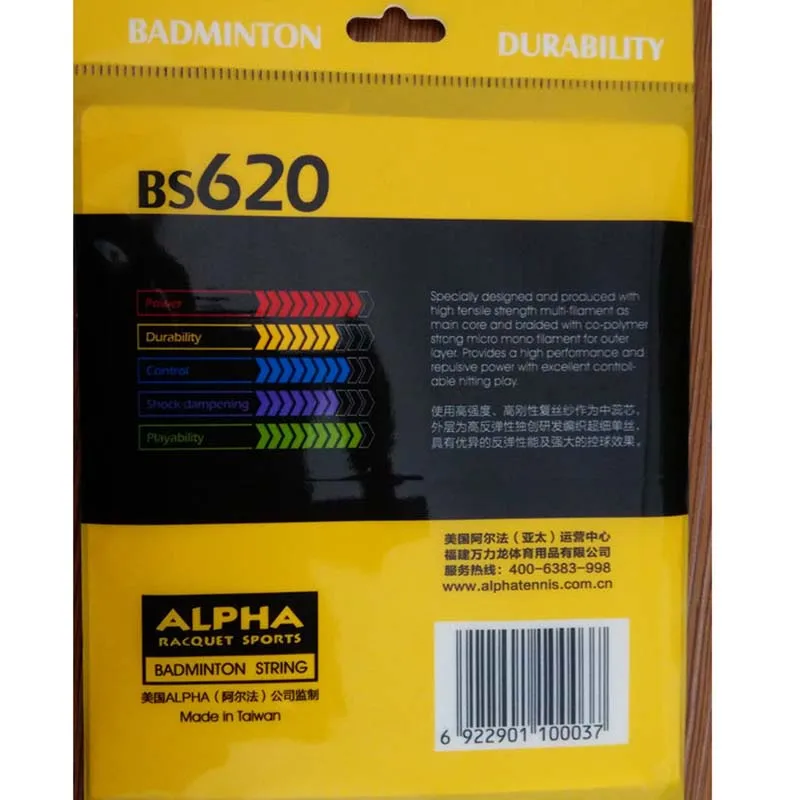 BADMINTON
DURABILITY
BS620
Power
Durability
Control
Shock-dampening
Playability
Specially designed and produced with
high tensile strength multi-filament as
main core and braided with co-polymer
strong micro mono filament for outer
layer. Provides a high performance and
repulsive power with excellent controll-
able hitting play.
使用高强度、高刚性复丝纱作为中蕊芯,
外层为高反弹性独创研发编织超细单丝,
具有优异的反弹性能及强大的控球效果。
美国阿尔法(亚太)运营中心
福建万力龙体育用品有限公司
服务热线:400-6383-998
www.alphatennis.com.cn
ALPHA
RACQUET SPORTS
BADMINTON STRING
美国ALPHA(阿尔法)公司监制
Made in Taiwan
6 922901 100037